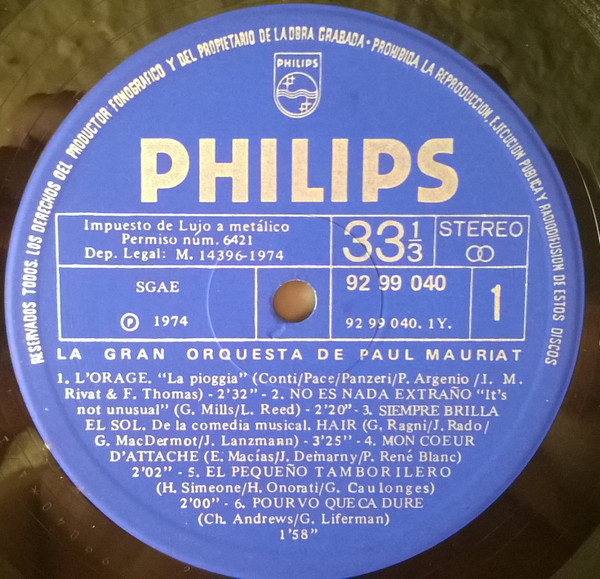 RESERVADOS TODOS. LOS DERECHOS DEL PRODUCTOR FONOGRAFICO Y DEL PROPIETARIO DE LA OBRA GRABADA - PROHIBIDA LA REPRODUCCION, EJECUCION PUBLICA Y RADIODIFUSION DE ESTOS DISCOS
PHILIPS
PHILIPS
Impuesto de Lujo a metálico
Permiso núm. 6421
Dep. Legal: M. 14396-1974
33 1/3
STEREO
SGAE
℗ 1974
92 99 040
92 99 040. 1Y.
1
LA GRAN ORQUESTA DE PAUL MAURIAT
1. L'ORAGE. "La pioggia" (Conti/Pace/Panzeri/P. Argenio /J. M.
Rivat & F. Thomas) - 2'32" - 2. NO ES NADA EXTRAÑO "It's
not unusual" (G. Mills/L. Reed) - 2'20" - 3. SIEMPRE BRILLA
EL SOL. De la comedia musical. HAIR (G. Ragni/J. Rado/
G. MacDermot/J. Lanzmann) - 3'25" - 4. MON COEUR
D'ATTACHE (E. Macías/J. Demarny/P. René Blanc)
2'02" - 5. EL PEQUEÑO TAMBORILERO
(H. Simeone/H. Onorati/G. Caulonges)
2'00" - 6. POURVO QUE CA DURE
(Ch. Andrews/G. Liferman)
1'58"